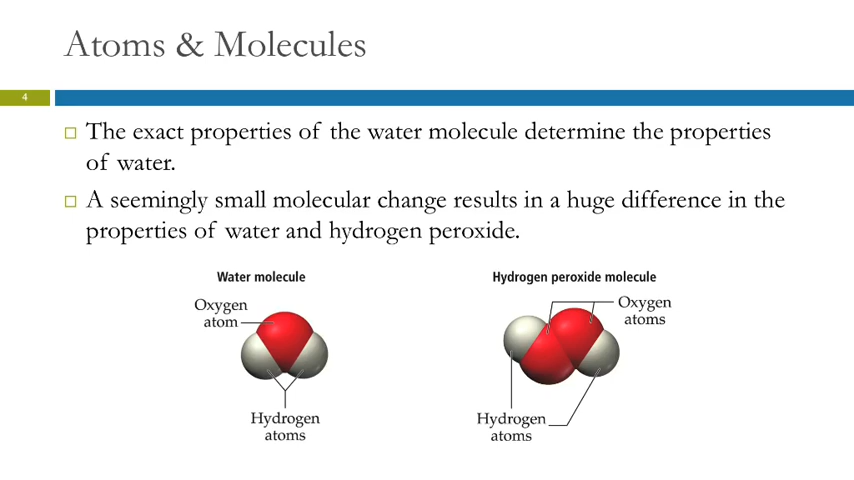 Atoms & Molecules
4
The exact properties of the water molecule determine the properties
of water.
A seemingly small molecular change results in a huge difference in the
properties of water and hydrogen peroxide.
Water molecule
Oxygen
atom
Hydrogen
atoms
Hydrogen peroxide molecule
Oxygen
atoms
Hydrogen
atoms